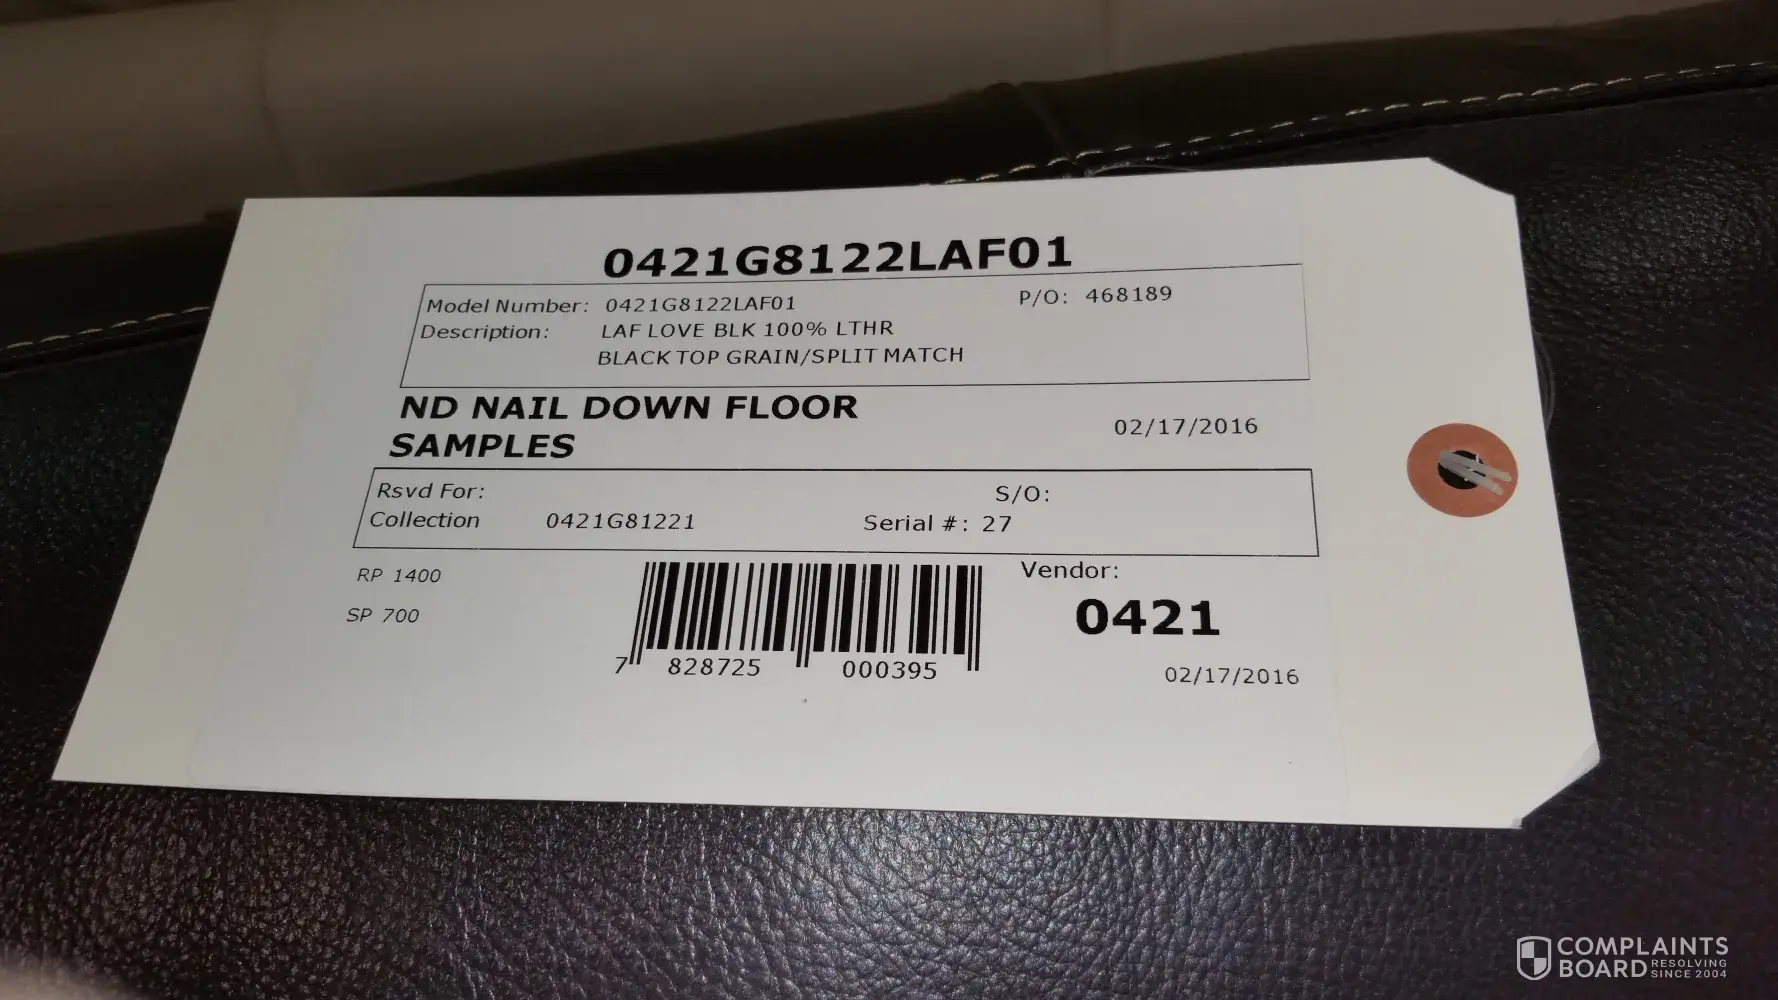 0421G8122LAF01
Model Number: 0421G8122LAF01 P/O: 468189
Description: LAF LOVE BLK 100% LTHR
BLACK TOP GRAIN/SPLIT MATCH
ND NAIL DOWN FLOOR
SAMPLES
02/17/2016
Rsvd For: S/O:
Collection 0421G81221 Serial #: 27
RP 1400
SP 700
7 828725 000395
Vendor:
0421
02/17/2016
COMPLAINTS
BOARD RESOLVING
SINCE 2004